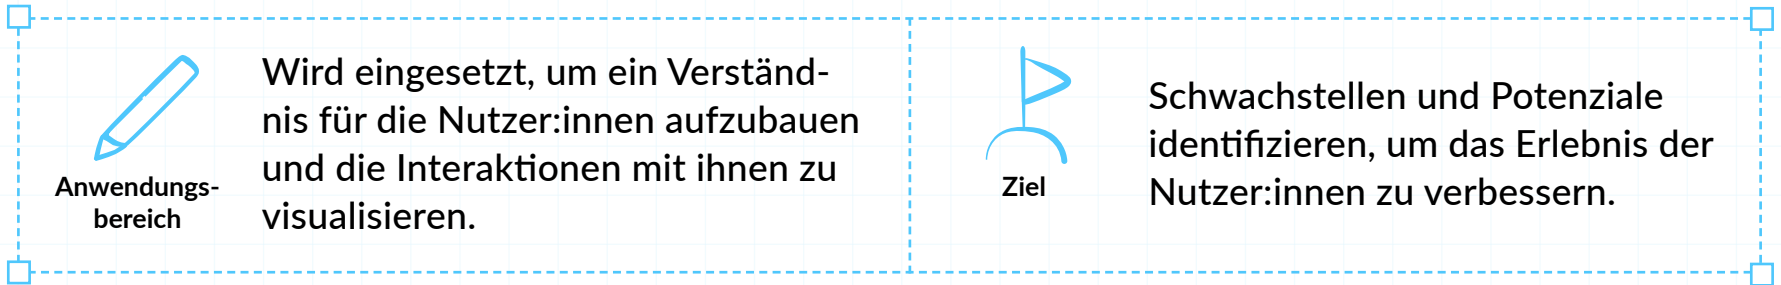 Wird eingesetzt, um ein Verständ-
nis für die Nutzer:innen aufzubauen
und die Interaktionen mit ihnen zu
visualisieren.
Anwendungs-
bereich
Schwachstellen und Potenziale
identifizieren, um das Erlebnis der
Nutzer:innen zu verbessern.
Ziel